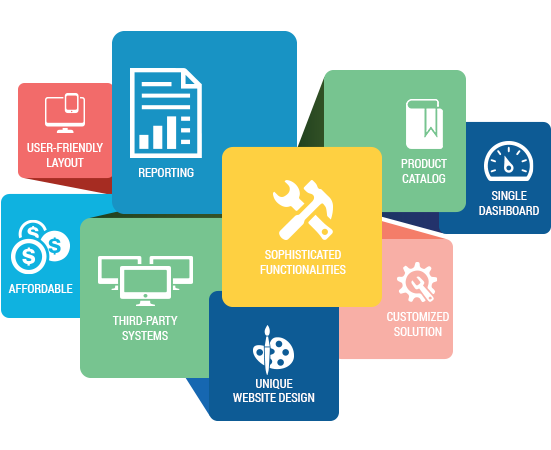 USER-FRIENDLY
LAYOUT
REPORTING
PRODUCT
CATALOG
SINGLE
DASHBOARD
SOPHISTICATED
FUNCTIONALITIES
AFFORDABLE
THIRD-PARTY
SYSTEMS
CUSTOMIZED
SOLUTION
UNIQUE
WEBSITE DESIGN